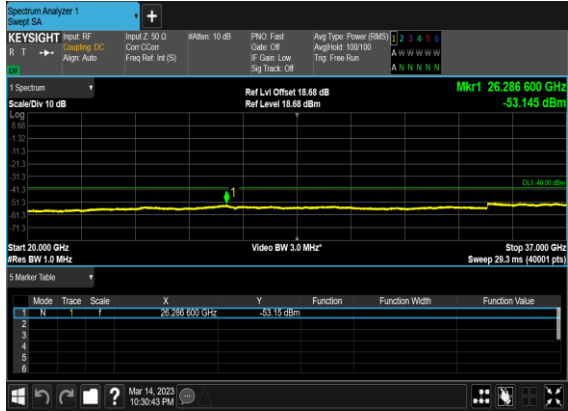 Spectrum Analyzer 1
Swept SA
+
KEYSIGHT
R T
Input: RF
Coupling: DC
Align: Auto
Input Z: 50 Ω
Corr CCorr
Freq Ref: Int (S)
#Atten: 10 dB
PNO: Fast
Gate: Off
IF Gain: Low
Sig Track: Off
Avg Type: Power (RMS)
Avg|Hold: 100/100
Trig: Free Run
1 2 3 4 5 6
A W W W W W
A N N N N N
1 Spectrum
Scale/Div 10 dB
Ref Lvl Offset 18.68 dB
Ref Level 18.68 dBm
Mkr1 26.286 600 GHz
-53.145 dBm
Log
8.68
-1.32
-11.3
-21.3
-31.3
DL1 -40.00 dBm
-41.3
1
-51.3
-61.3
-71.3
Start 20.000 GHz
Video BW 3.0 MHz*
Stop 37.000 GHz
#Res BW 1.0 MHz
Sweep 29.3 ms (40001 pts)
5 Marker Table
Mode Trace Scale X Y Function Function Width Function Value
1 N 1 f 26.286 600 GHz -53.15 dBm
2
3
4
5
6
?
Mar 14, 2023
10:30:43 PM